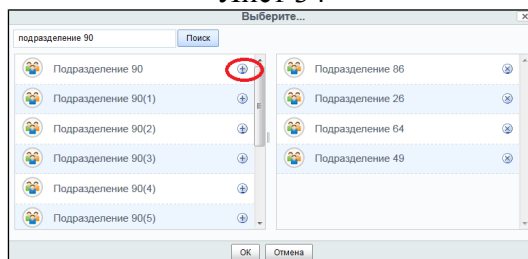 Выберите...
подразделение 90
Поиск
Подразделение 90
Подразделение 90(1)
Подразделение 90(2)
Подразделение 90(3)
Подразделение 90(4)
Подразделение 90(5)
Подразделение 86
Подразделение 26
Подразделение 64
Подразделение 49
ОК
Отмена